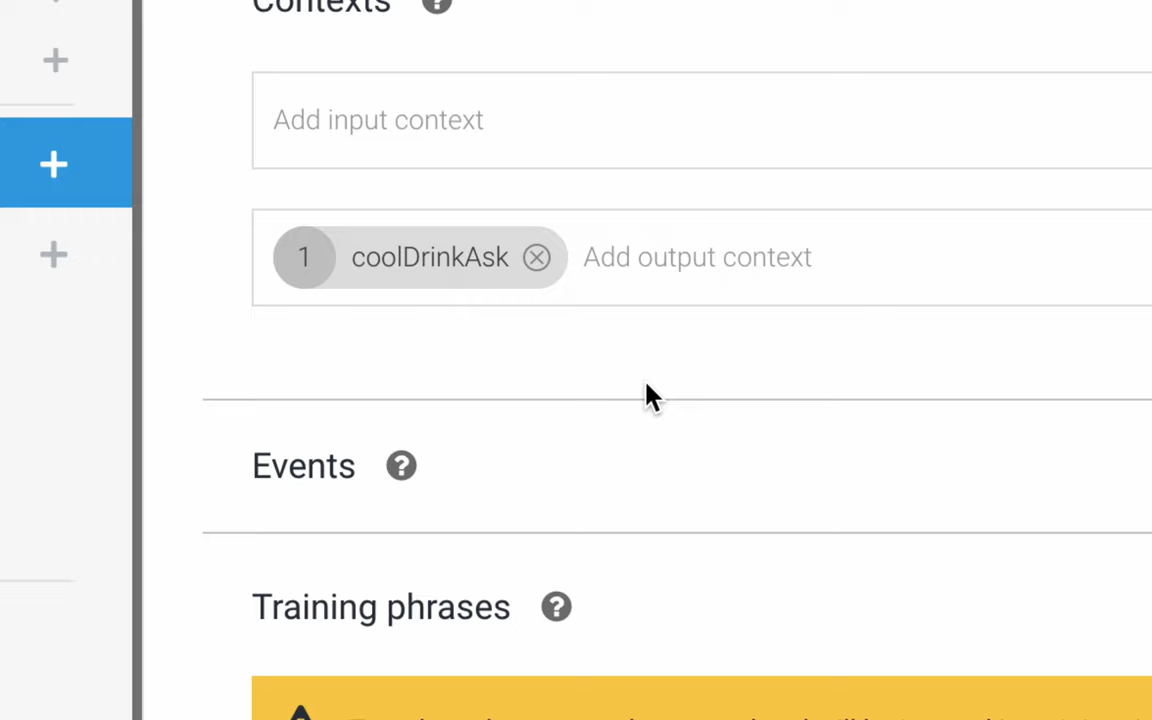 Contexts
Add input context
1 coolDrinkAsk Add output context
Events
Training phrases